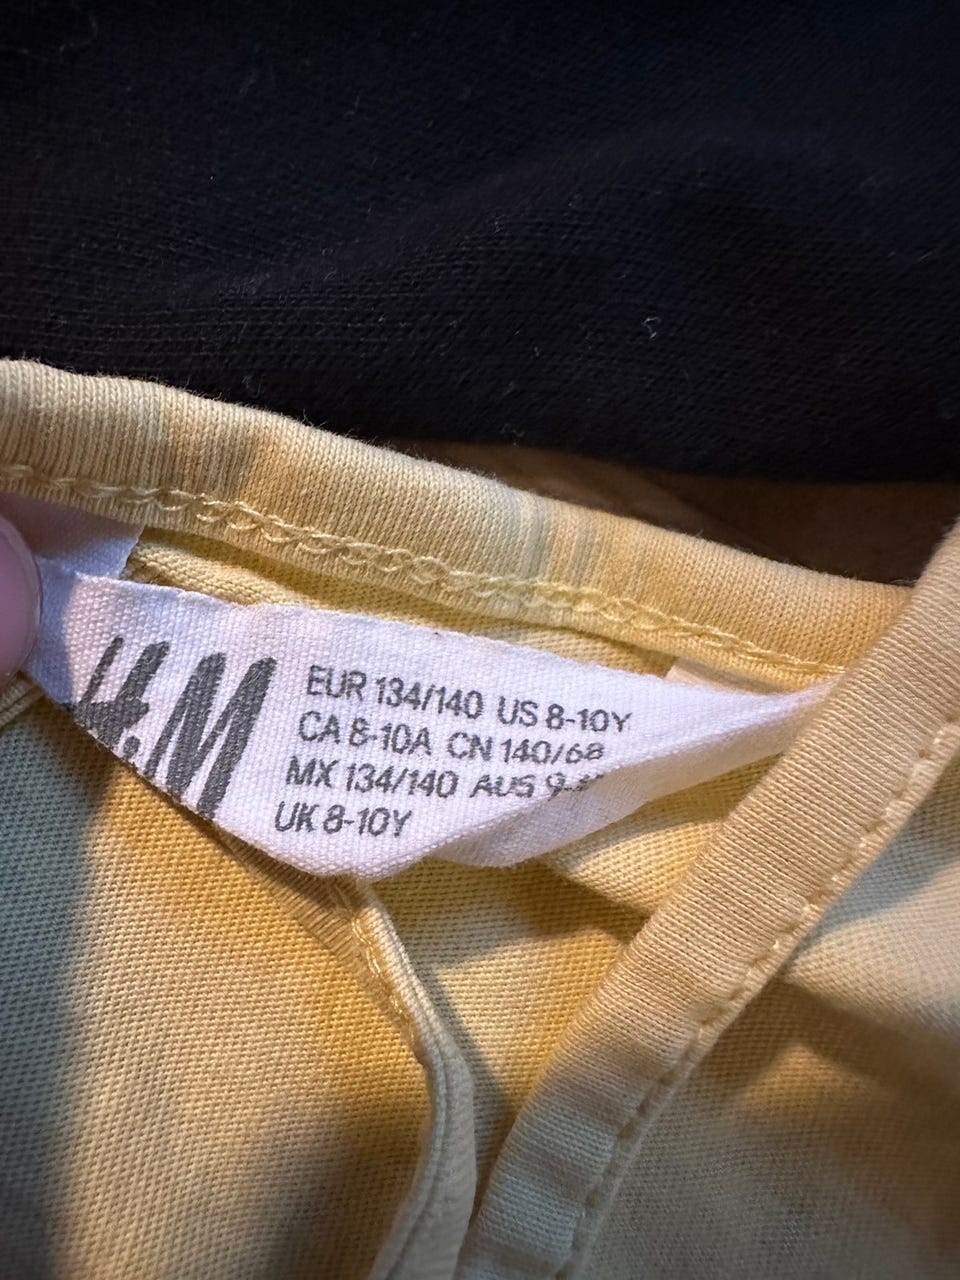 H&M
EUR 134/140 US 8-10Y
CA 8-10A CN 140/68
MX 134/140 AUS
UK 8-10Y